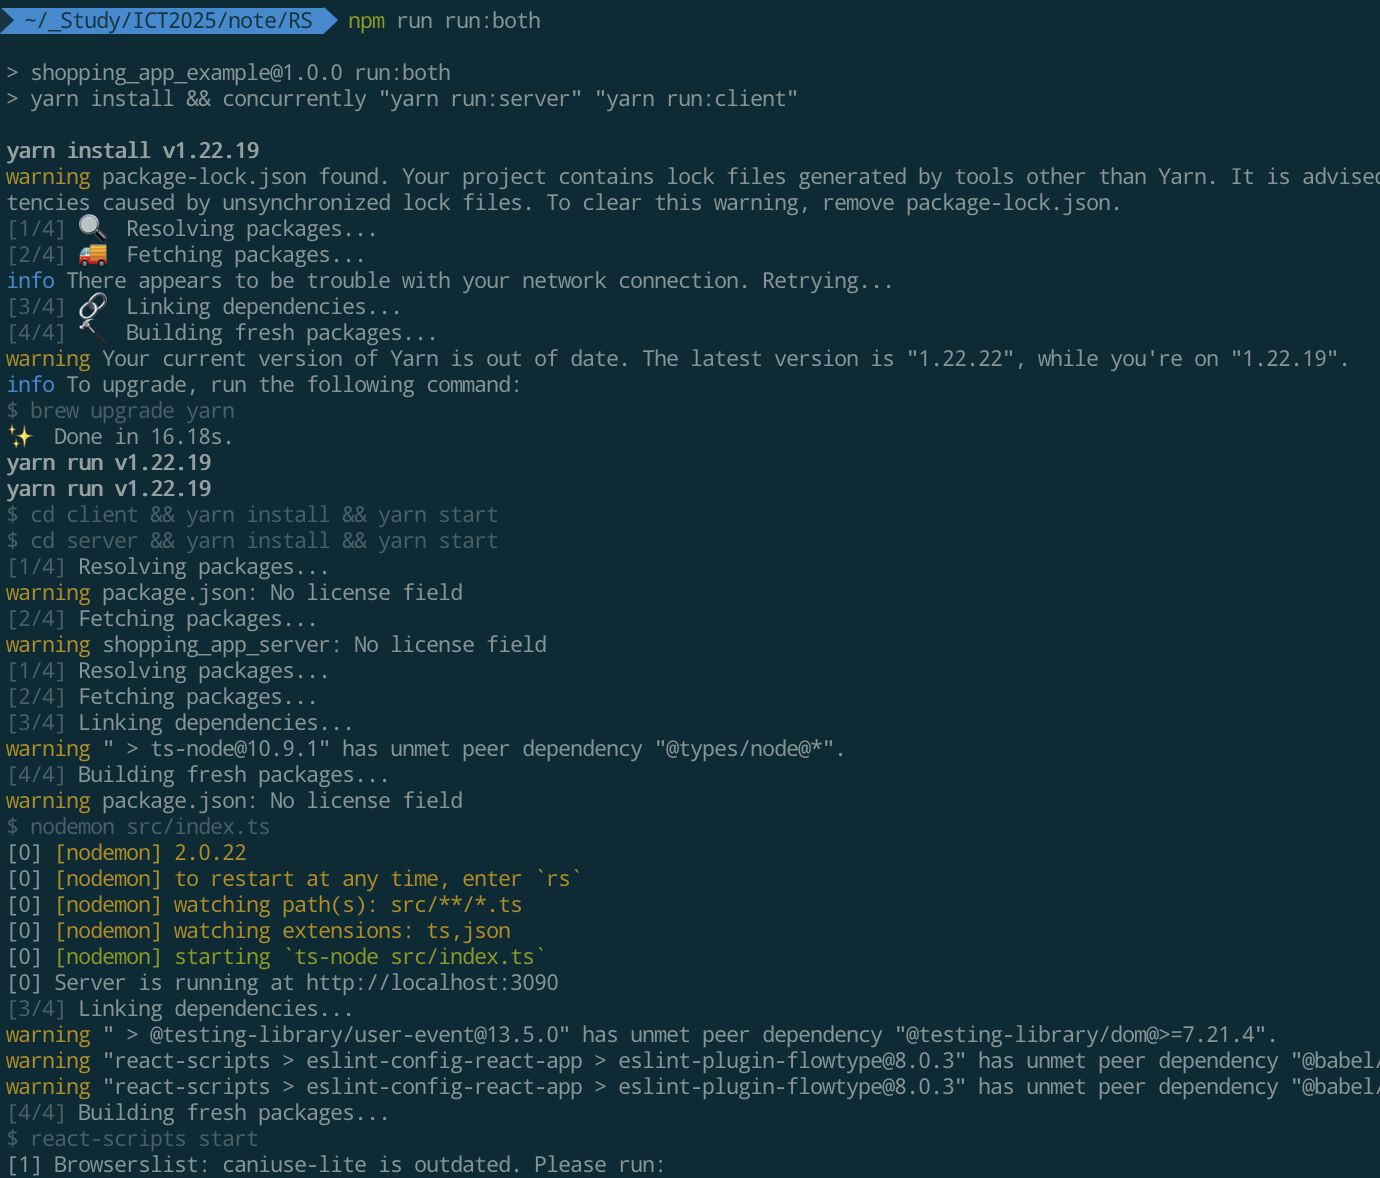 ~/_Study/ICT2025/note/RS npm run run:both
> shopping_app_example@1.0.0 run:both
> yarn install && concurrently "yarn run:server" "yarn run:client"
yarn install v1.22.19
warning package-lock.json found. Your project contains lock files generated by tools other than Yarn. It is advised
tencies caused by unsynchronized lock files. To clear this warning, remove package-lock.json.
[1/4] 🔍 Resolving packages...
[2/4] 🚚 Fetching packages...
info There appears to be trouble with your network connection. Retrying...
[3/4] 🔗 Linking dependencies...
[4/4] 🔨 Building fresh packages...
warning Your current version of Yarn is out of date. The latest version is "1.22.22", while you're on "1.22.19".
info To upgrade, run the following command:
$ brew upgrade yarn
✨ Done in 16.18s.
yarn run v1.22.19
yarn run v1.22.19
$ cd client && yarn install && yarn start
$ cd server && yarn install && yarn start
[1/4] Resolving packages...
warning package.json: No license field
[2/4] Fetching packages...
warning shopping_app_server: No license field
[1/4] Resolving packages...
[2/4] Fetching packages...
[3/4] Linking dependencies...
warning " > ts-node@10.9.1" has unmet peer dependency "@types/node@*".
[4/4] Building fresh packages...
warning package.json: No license field
$ nodemon src/index.ts
[0] [nodemon] 2.0.22
[0] [nodemon] to restart at any time, enter `rs`
[0] [nodemon] watching path(s): src/**/*.ts
[0] [nodemon] watching extensions: ts,json
[0] [nodemon] starting `ts-node src/index.ts`
[0] Server is running at http://localhost:3090
[3/4] Linking dependencies...
warning " > @testing-library/user-event@13.5.0" has unmet peer dependency "@testing-library/dom@>=7.21.4".
warning "react-scripts > eslint-config-react-app > eslint-plugin-flowtype@8.0.3" has unmet peer dependency "@babel/
warning "react-scripts > eslint-config-react-app > eslint-plugin-flowtype@8.0.3" has unmet peer dependency "@babel/
[4/4] Building fresh packages...
$ react-scripts start
[1] Browserslist: caniuse-lite is outdated. Please run: